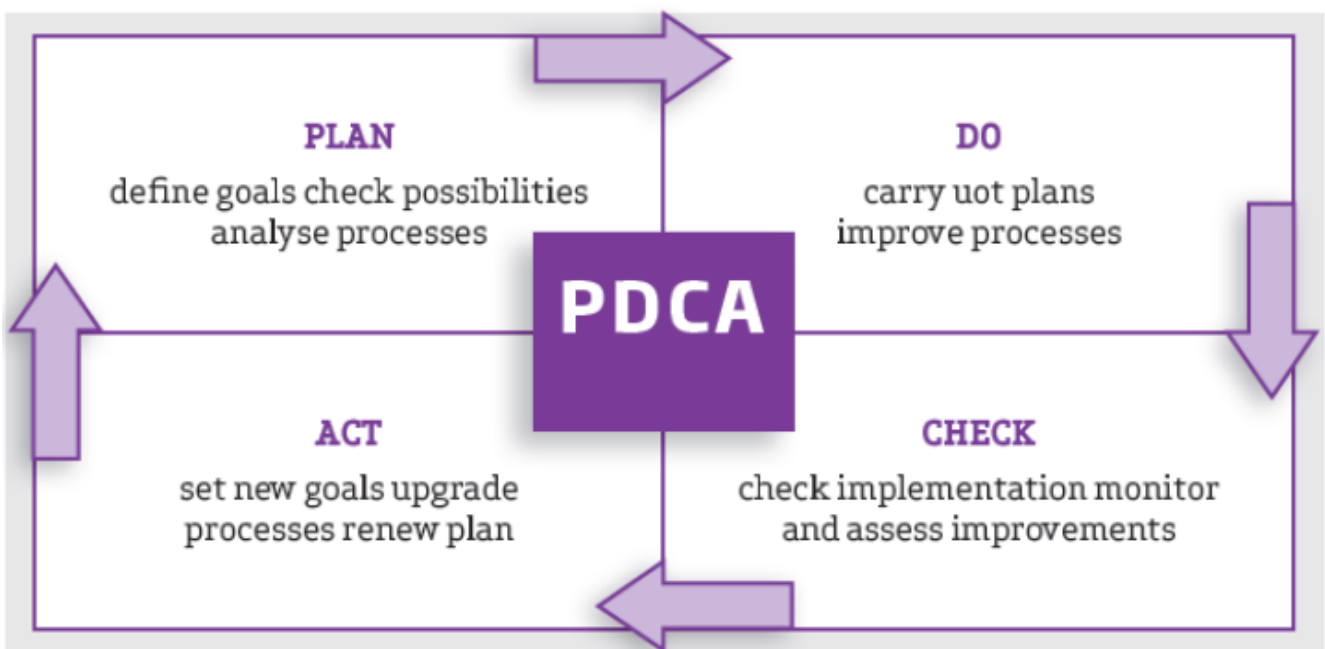 PLAN
define goals check possibilities
analyse processes
DO
carry uot plans
improve processes
PDCA
ACT
set new goals upgrade
processes renew plan
CHECK
check implementation monitor
and assess improvements